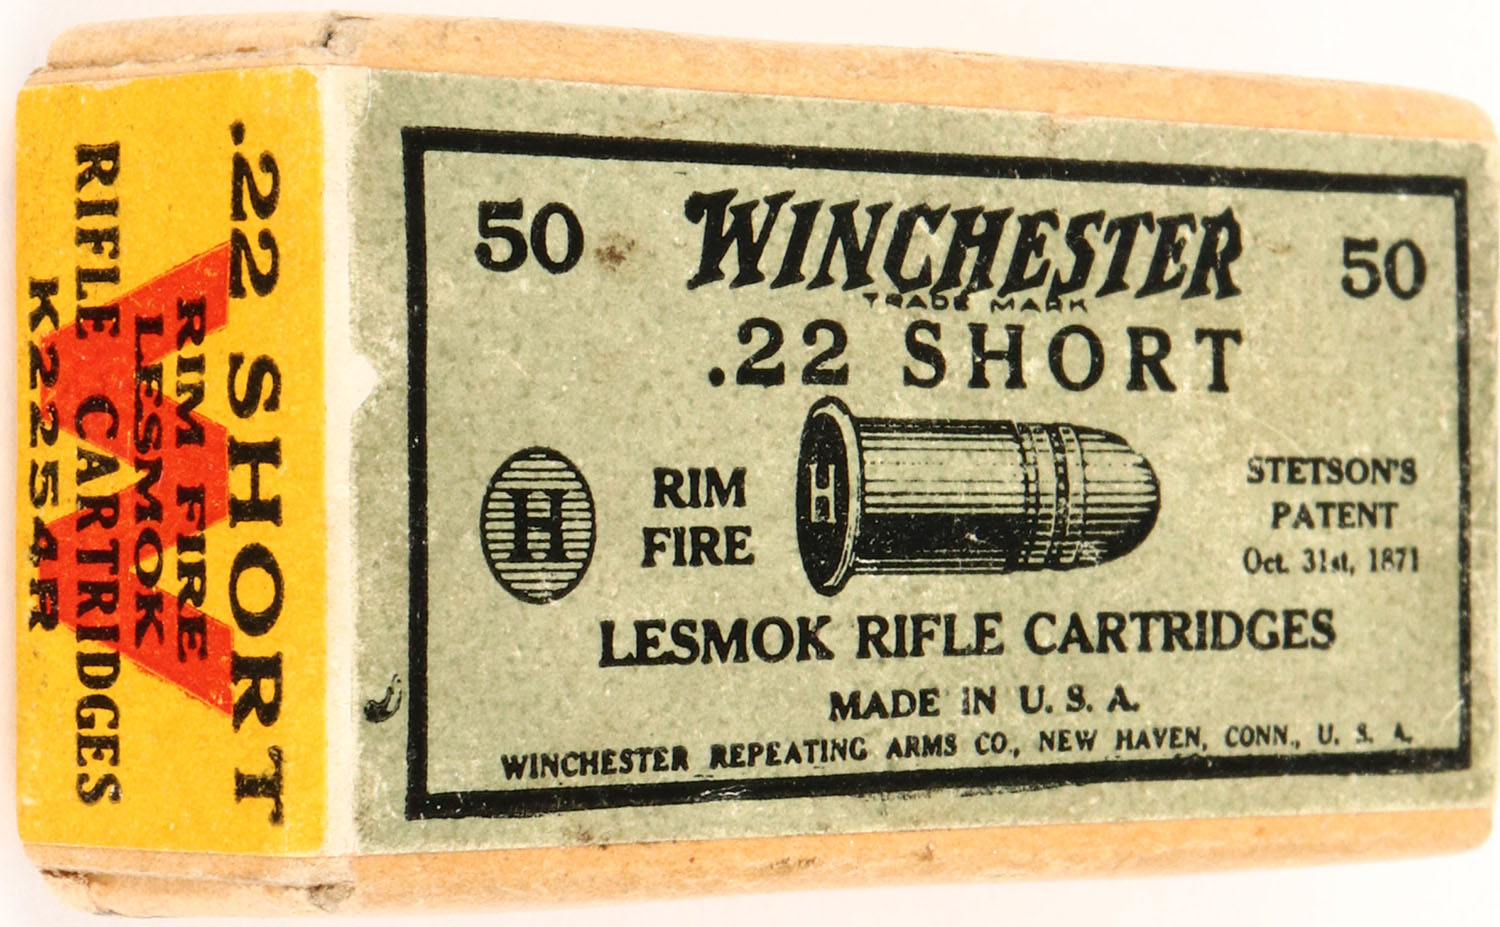 .22 SHORT
RIM FIRE
LESMOK
RIFLE CARTRIDGES
K2254R
50 WINCHESTER 50
TRADE MARK
.22 SHORT
H
RIM
FIRE
H
STETSON'S
PATENT
Oct. 31st, 1871
LESMOK RIFLE CARTRIDGES
MADE IN U. S. A.
WINCHESTER REPEATING ARMS CO., NEW HAVEN, CONN., U. S. A.